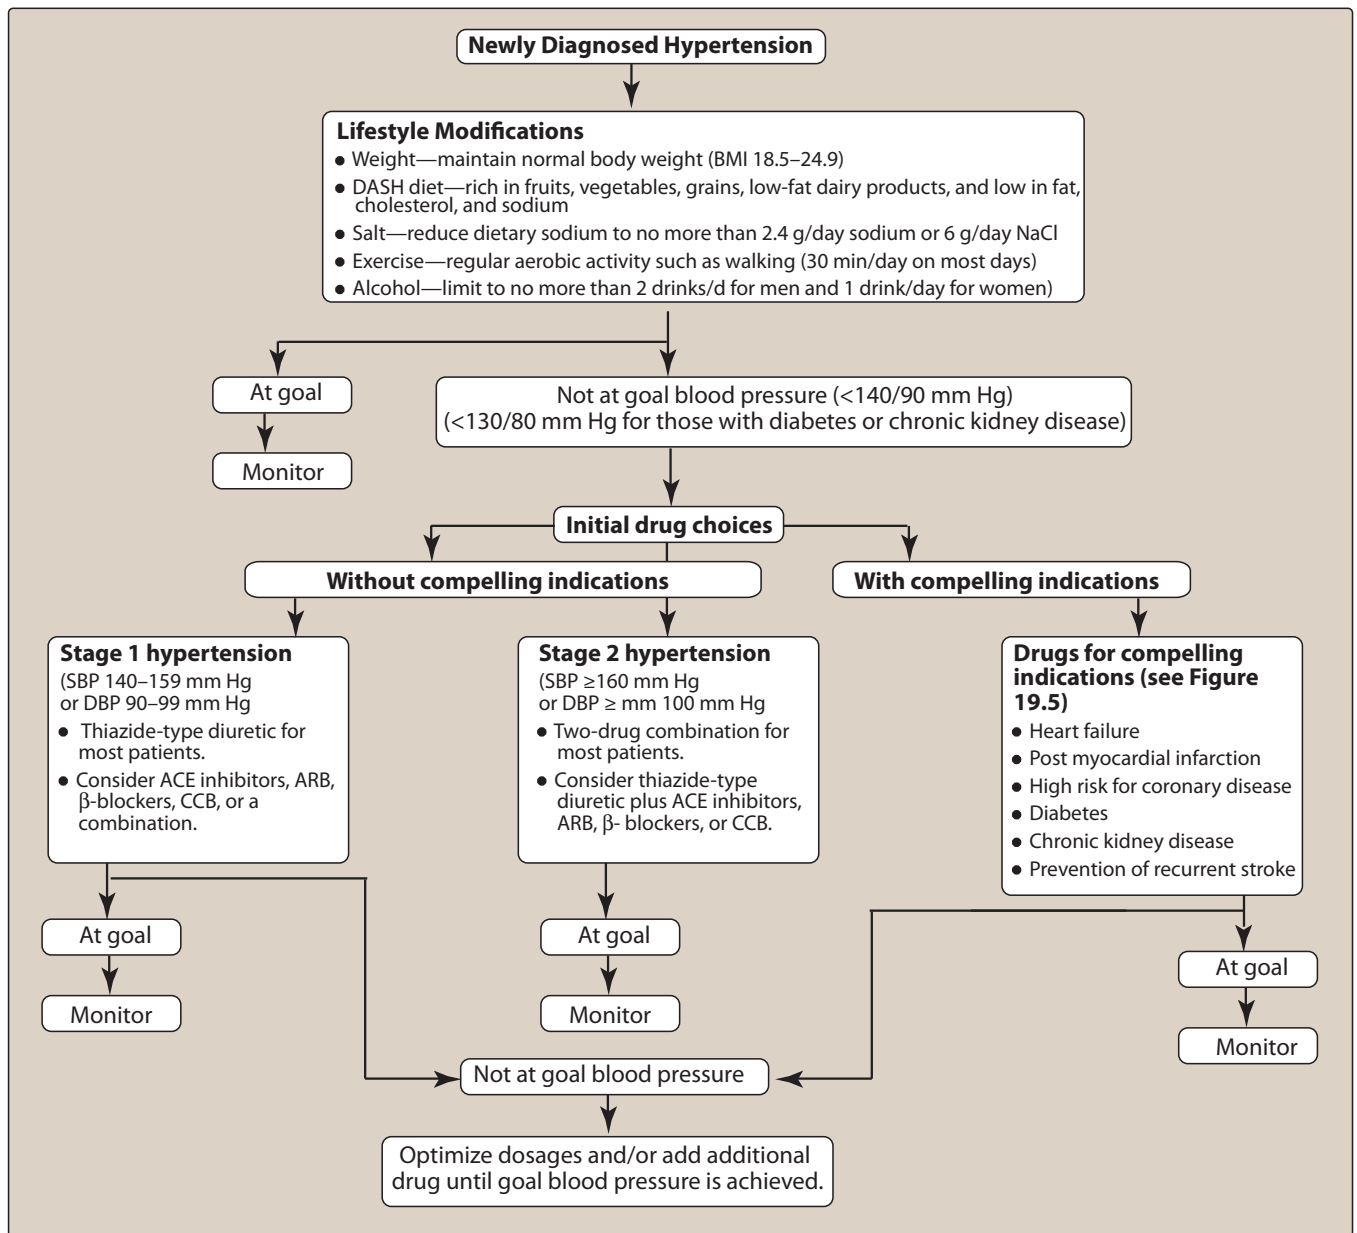 Newly Diagnosed Hypertension
Lifestyle Modifications
● Weight—maintain normal body weight (BMI 18.5–24.9)
● DASH diet—rich in fruits, vegetables, grains, low-fat dairy products, and low in fat,
cholesterol, and sodium
● Salt—reduce dietary sodium to no more than 2.4 g/day sodium or 6 g/day NaCl
● Exercise—regular aerobic activity such as walking (30 min/day on most days)
● Alcohol—limit to no more than 2 drinks/d for men and 1 drink/day for women)
At goal
Monitor
Not at goal blood pressure (<140/90 mm Hg)
(<130/80 mm Hg for those with diabetes or chronic kidney disease)
Initial drug choices
Without compelling indications
With compelling indications
Stage 1 hypertension
(SBP 140–159 mm Hg
or DBP 90–99 mm Hg
● Thiazide-type diuretic for
most patients.
● Consider ACE inhibitors, ARB,
β-blockers, CCB, or a
combination.
Stage 2 hypertension
(SBP ≥160 mm Hg
or DBP ≥ mm 100 mm Hg
● Two-drug combination for
most patients.
● Consider thiazide-type
diuretic plus ACE inhibitors,
ARB, β- blockers, or CCB.
Drugs for compelling
indications (see Figure
19.5)
● Heart failure
● Post myocardial infarction
● High risk for coronary disease
● Diabetes
● Chronic kidney disease
● Prevention of recurrent stroke
At goal
Monitor
At goal
Monitor
At goal
Monitor
Not at goal blood pressure
Optimize dosages and/or add additional
drug until goal blood pressure is achieved.